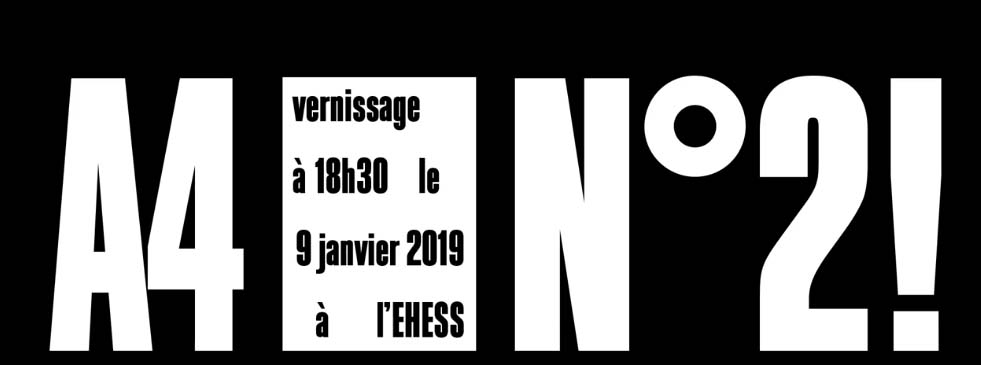 A4
vernissage
à 18h30 le
9 janvier 2019
à l'EHESS
N°2!